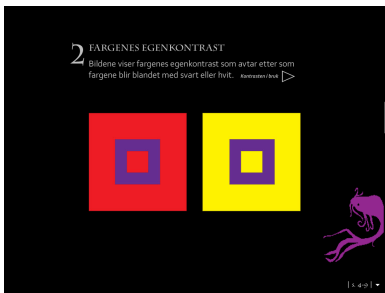 2 FARGENES EGENKONTRAST
Bildene viser fargenes egenkontrast som avtar etter som
fargene blir blandet med svart eller hvit. Kontrasten i bruk
| s 4-9 |